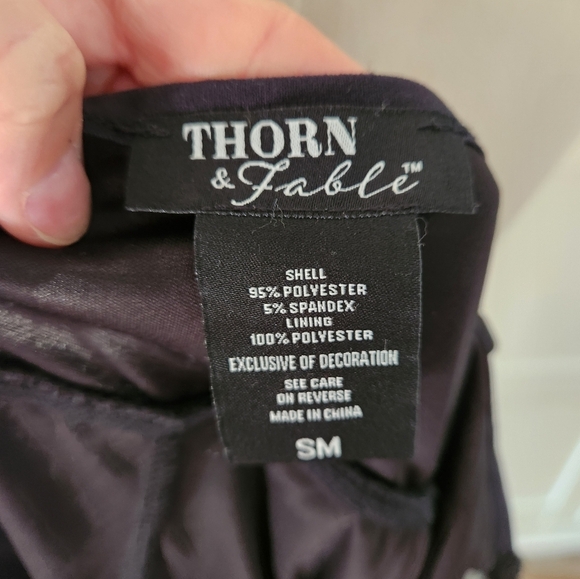 THORN
& Fable™
SHELL
95% POLYESTER
5% SPANDEX
LINING
100% POLYESTER
EXCLUSIVE OF DECORATION
SEE CARE
ON REVERSE
MADE IN CHINA
SM